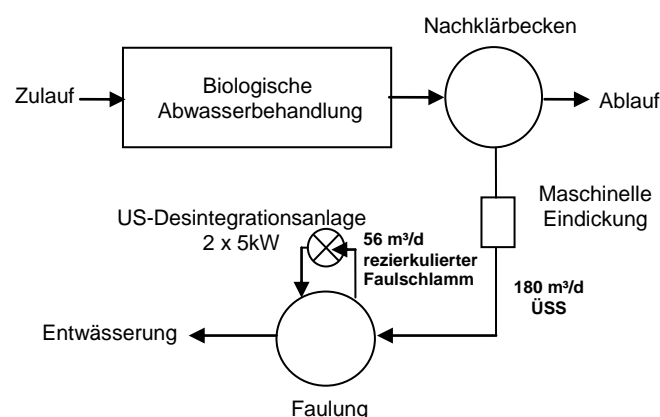 Nachklärbecken
Zulauf
Biologische
Abwasserbehandlung
Ablauf
Maschinelle
Eindickung
US-Desintegrationsanlage
2 x 5kW
56 m³/d
rezierkulierter
Faulschlamm
180 m³/d
ÜSS
Entwässerung
Faulung